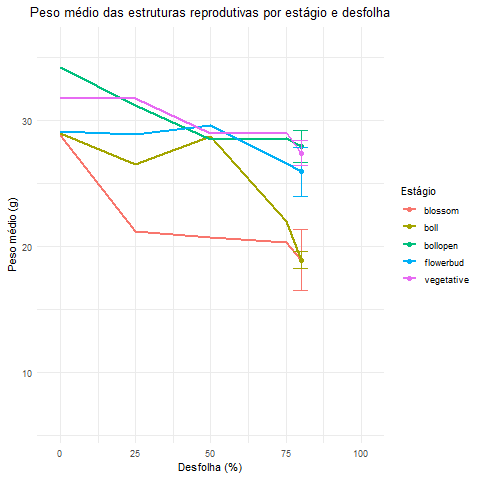 Peso médio das estruturas reprodutivas por estágio e desfolha
Peso médio (g)
30
20
10
0
25
50
75
100
Desfolha (%)
Estágio
blossom
boll
bollopen
flowerbud
vegetative